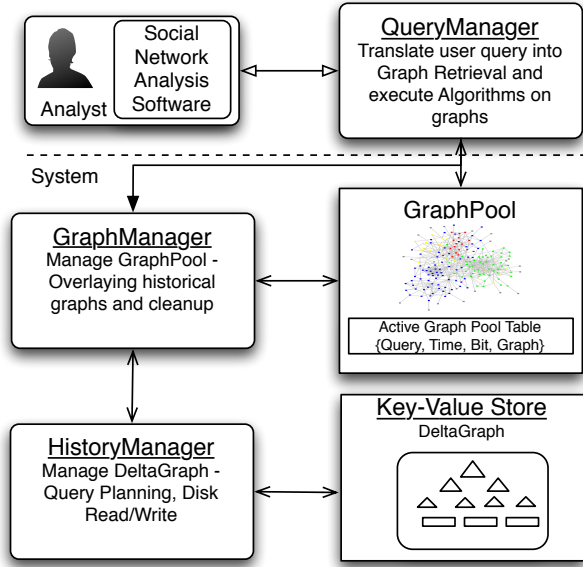 Social
Network
Analysis
Software
Analyst
QueryManager
Translate user query into
Graph Retrieval and
execute Algorithms on
graphs
System
GraphManager
Manage GraphPool -
Overlaying historical
graphs and cleanup
GraphPool
Active Graph Pool Table
{Query, Time, Bit, Graph}
HistoryManager
Manage DeltaGraph -
Query Planning, Disk
Read/Write
Key-Value Store
DeltaGraph